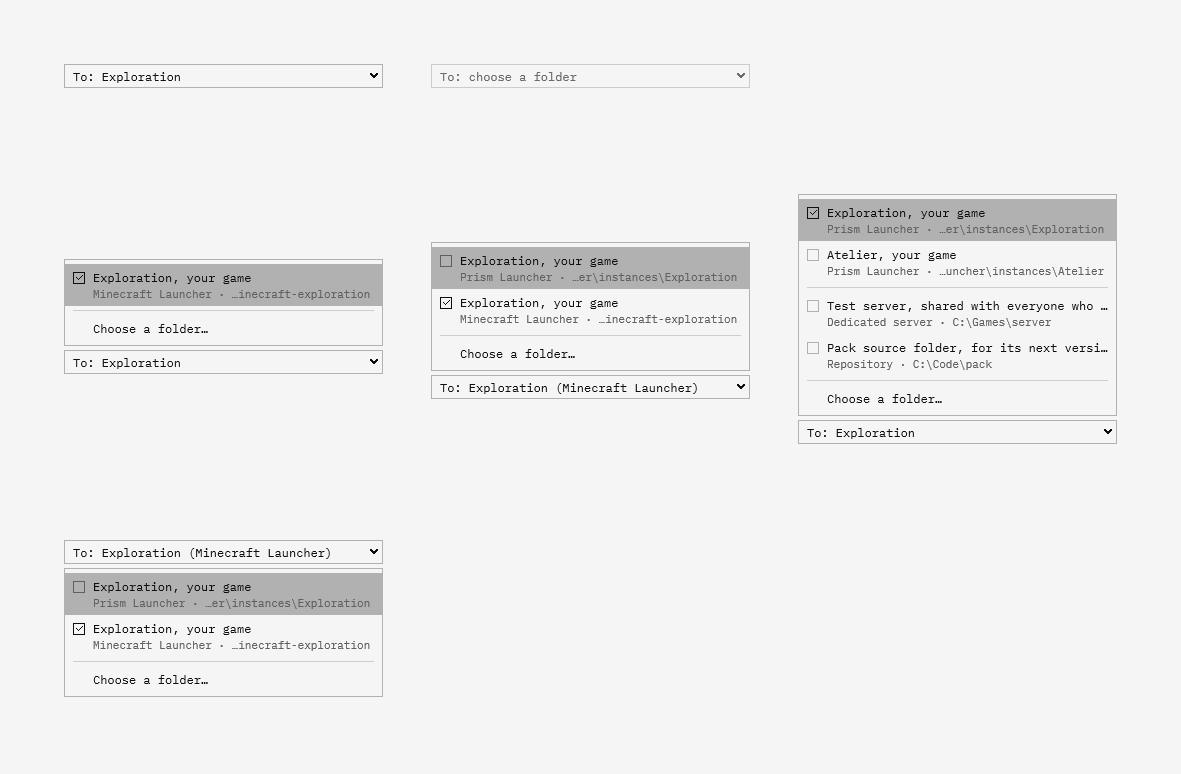 To: Exploration
To: choose a folder
Exploration, your game
Minecraft Launcher · …inecraft-exploration
Choose a folder…
To: Exploration
Exploration, your game
Prism Launcher · …er\instances\Exploration
Exploration, your game
Minecraft Launcher · …inecraft-exploration
Choose a folder…
To: Exploration (Minecraft Launcher)
Exploration, your game
Prism Launcher · …er\instances\Exploration
Atelier, your game
Prism Launcher · …uncher\instances\Atelier
Test server, shared with everyone who …
Dedicated server · C:\Games\server
Pack source folder, for its next versi…
Repository · C:\Code\pack
Choose a folder…
To: Exploration
To: Exploration (Minecraft Launcher)
Exploration, your game
Prism Launcher · …er\instances\Exploration
Exploration, your game
Minecraft Launcher · …inecraft-exploration
Choose a folder…